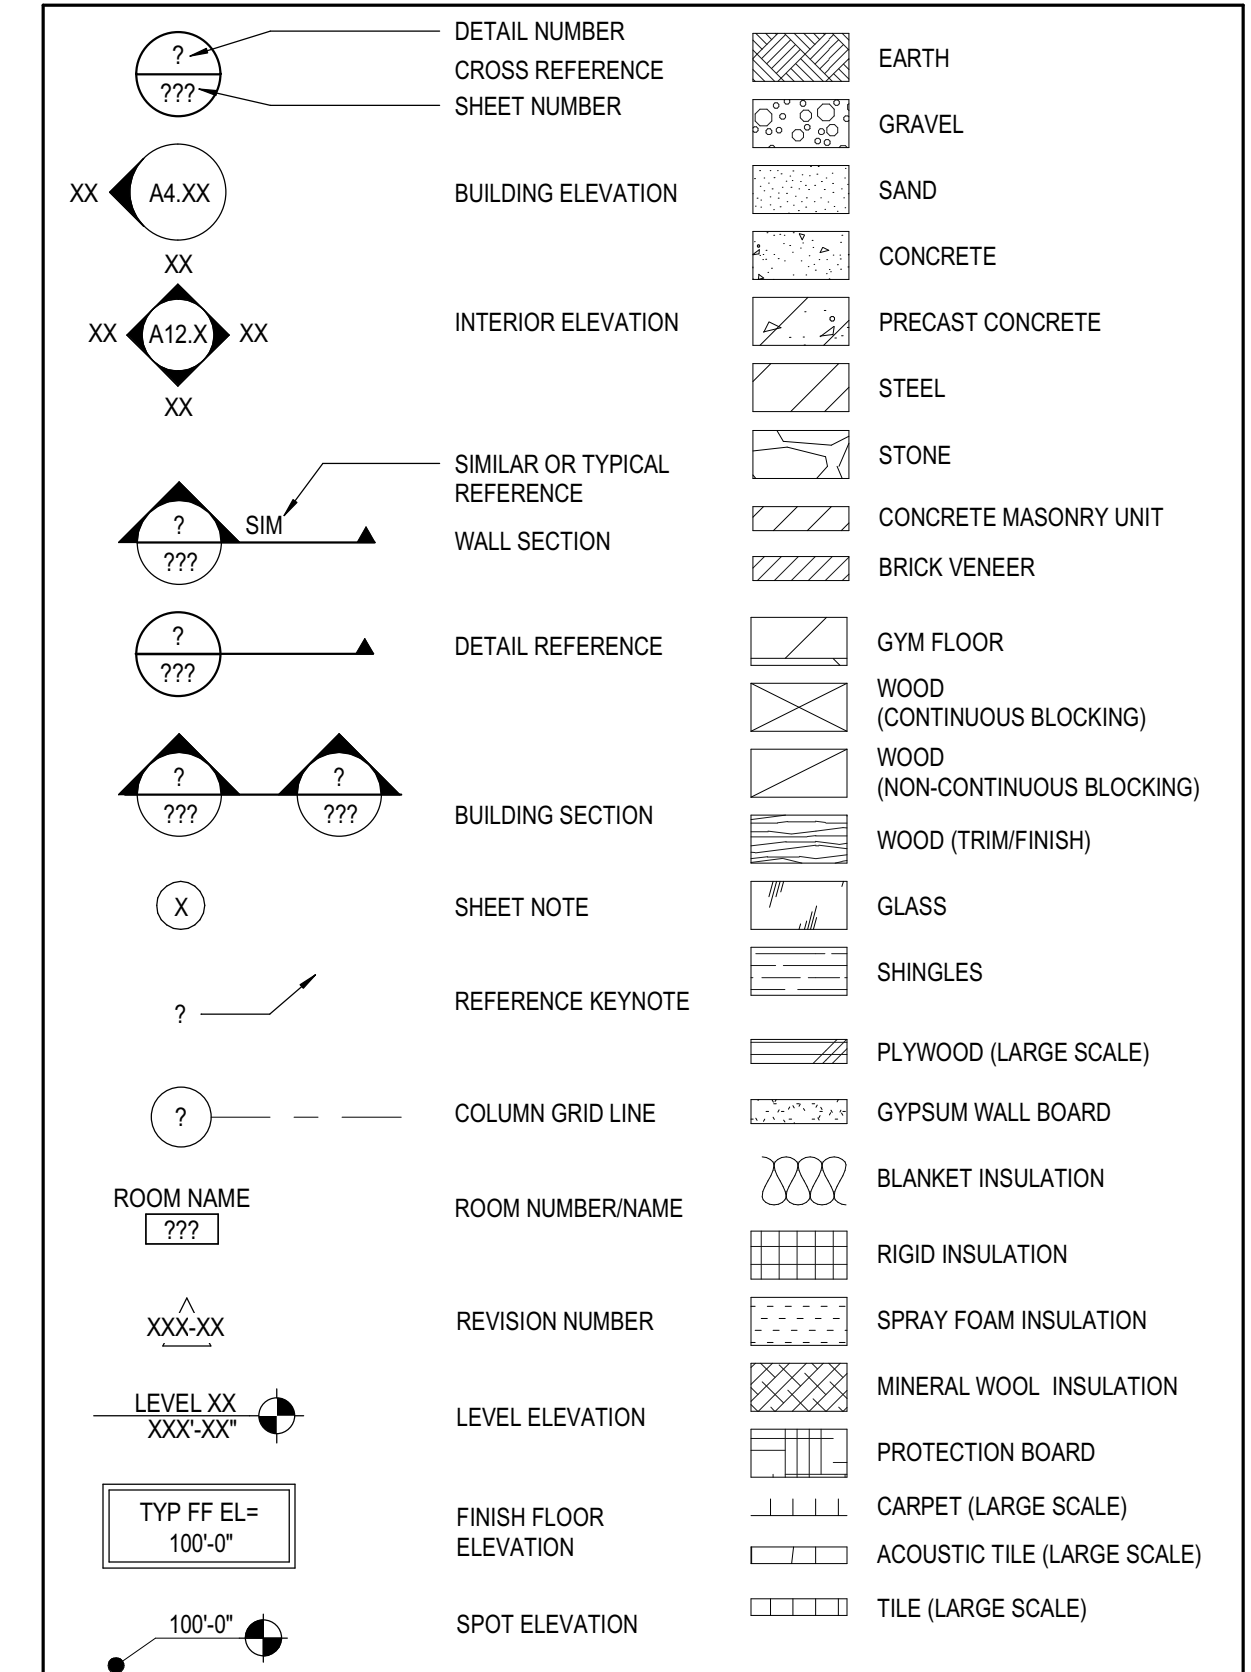 ?
???
DETAIL NUMBER
CROSS REFERENCE
SHEET NUMBER
XX
A4.XX
BUILDING ELEVATION
XX
XX
A12.X
XX
XX
INTERIOR ELEVATION
SIMILAR OR TYPICAL
REFERENCE
?
SIM
???
WALL SECTION
?
???
DETAIL REFERENCE
?
???
?
???
BUILDING SECTION
X
SHEET NOTE
?
REFERENCE KEYNOTE
?
COLUMN GRID LINE
ROOM NAME
???
ROOM NUMBER/NAME
XXX-XX
REVISION NUMBER
LEVEL XX
XXX'-XX"
LEVEL ELEVATION
TYP FF EL=
100'-0"
FINISH FLOOR
ELEVATION
100'-0"
SPOT ELEVATION
EARTH
GRAVEL
SAND
CONCRETE
PRECAST CONCRETE
STEEL
STONE
CONCRETE MASONRY UNIT
BRICK VENEER
GYM FLOOR
WOOD
(CONTINUOUS BLOCKING)
WOOD
(NON-CONTINUOUS BLOCKING)
WOOD (TRIM/FINISH)
GLASS
SHINGLES
PLYWOOD (LARGE SCALE)
GYPSUM WALL BOARD
BLANKET INSULATION
RIGID INSULATION
SPRAY FOAM INSULATION
MINERAL WOOL  INSULATION
PROTECTION BOARD
CARPET (LARGE SCALE)
ACOUSTIC TILE (LARGE SCALE)
TILE (LARGE SCALE)